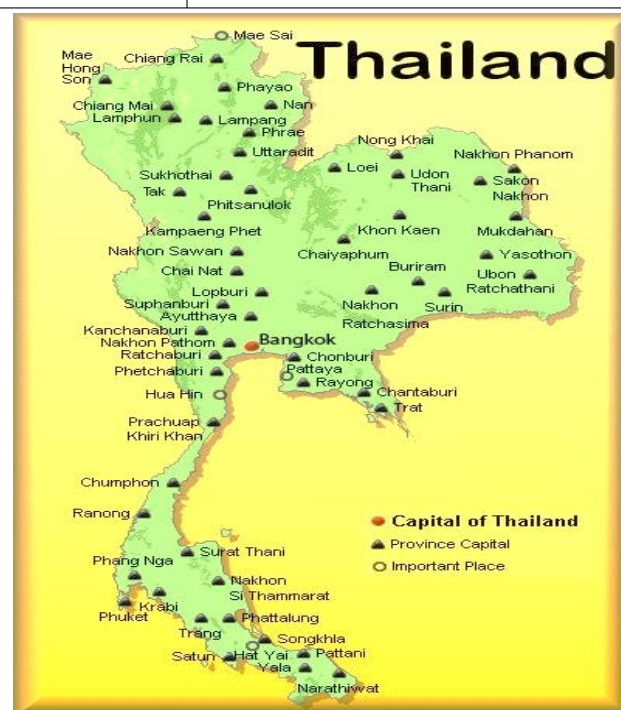 Thailand
Mae Sai
Mae
Hong
Son
Chiang Rai
Phayao
Chiang Mai
Nan
Lamphun
Lampang
Phrae
Uttaradit
Nong Khai
Nakhon Phanom
Loei
Udon
Thani
Sakon
Nakhon
Sukhothai
Tak
Phitsanulok
Kampaeng Phet
Khon Kaen
Mukdahan
Nakhon Sawan
Chaiyaphum
Yasothon
Chai Nat
Buriram
Ubon
Ratchathani
Lopburi
Nakhon
Ratchasima
Surin
Suphanburi
Ayutthaya
Kanchanaburi
Nakhon Pathom
Bangkok
Ratchaburi
Chonburi
Phetchaburi
Pattaya
Rayong
Hua Hin
Chantaburi
Trat
Prachuap
Khiri Khan
Chumphon
Ranong
Capital of Thailand
Province Capital
Important Place
Surat Thani
Phang Nga
Nakhon
Si Thammarat
Krabi
Phuket
Phattalung
Trang
Songkhla
Satun
Hat Yai
Pattani
Yala
Narathiwat